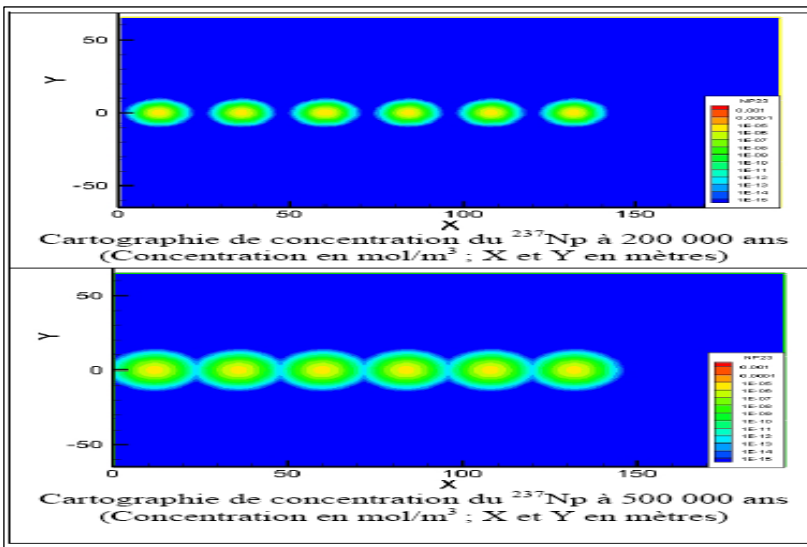 50
Y
0
-50
NP23
0.001
0.0001
1E-05
1E-06
1E-07
1E-08
1E-09
1E-10
1E-11
1E-12
1E-13
1E-14
1E-15
0 50 100 150
X
Cartographie de concentration du ²³⁷Np à 200 000 ans
(Concentration en mol/m³ ; X et Y en mètres)
50
Y
0
-50
NP23
0.001
0.0001
1E-05
1E-06
1E-07
1E-08
1E-09
1E-10
1E-11
1E-12
1E-13
1E-14
1E-15
0 50 100 150
X
Cartographie de concentration du ²³⁷Np à 500 000 ans
(Concentration en mol/m³ ; X et Y en mètres)